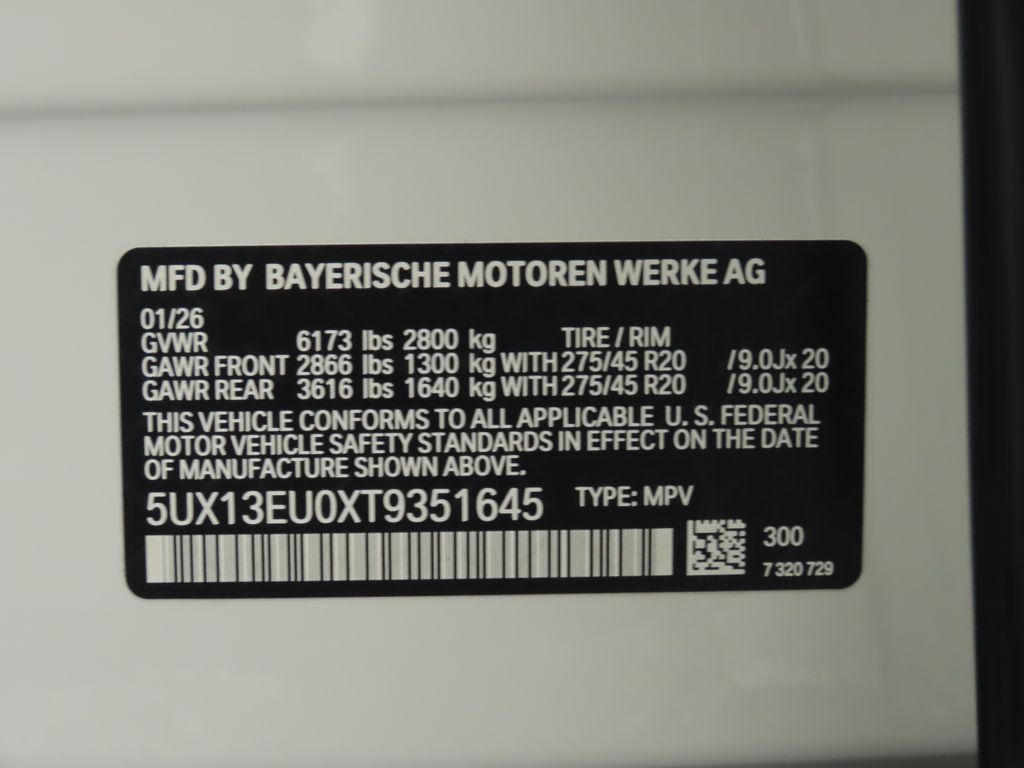 MFD BY BAYERISCHE MOTOREN WERKE AG
01/26
GVWR 6173 lbs 2800 kg TIRE / RIM
GAWR FRONT 2866 lbs 1300 kg WITH 275/45 R20 / 9.0Jx 20
GAWR REAR 3616 lbs 1640 kg WITH 275/45 R20 / 9.0Jx 20
THIS VEHICLE CONFORMS TO ALL APPLICABLE U. S. FEDERAL
MOTOR VEHICLE SAFETY STANDARDS IN EFFECT ON THE DATE
OF MANUFACTURE SHOWN ABOVE.
5UX13EU0XT9351645 TYPE: MPV
300
7 320 729